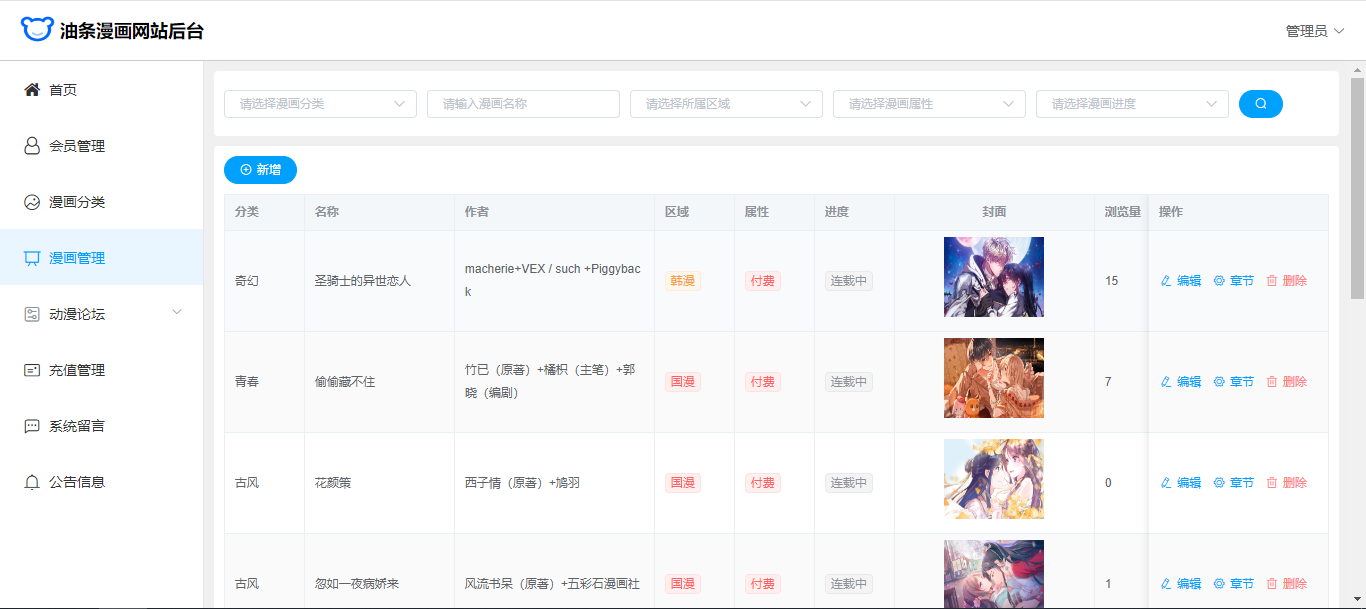 油条漫画网站后台
管理员
首页
会员管理
漫画分类
漫画管理
动漫论坛
充值管理
系统留言
公告信息
请选择漫画分类
请输入漫画名称
请选择所属区域
请选择漫画属性
请选择漫画进度
新增
分类 名称 作者 区域 属性 进度 封面 浏览量 操作
奇幻 圣骑士的异世恋人 macherie+VEX / such +Piggybac
k 韩漫 付费 连载中 15 编辑 章节 删除
青春 偷偷藏不住 竹已（原著）+橘枳（主笔）+郭
晓（编剧） 国漫 付费 连载中 7 编辑 章节 删除
古风 花颜策 西子情（原著）+鸠羽 国漫 付费 连载中 0 编辑 章节 删除
古风 忽如一夜病娇来 风流书呆（原著）+五彩石漫画社 国漫 付费 连载中 1 编辑 章节 删除